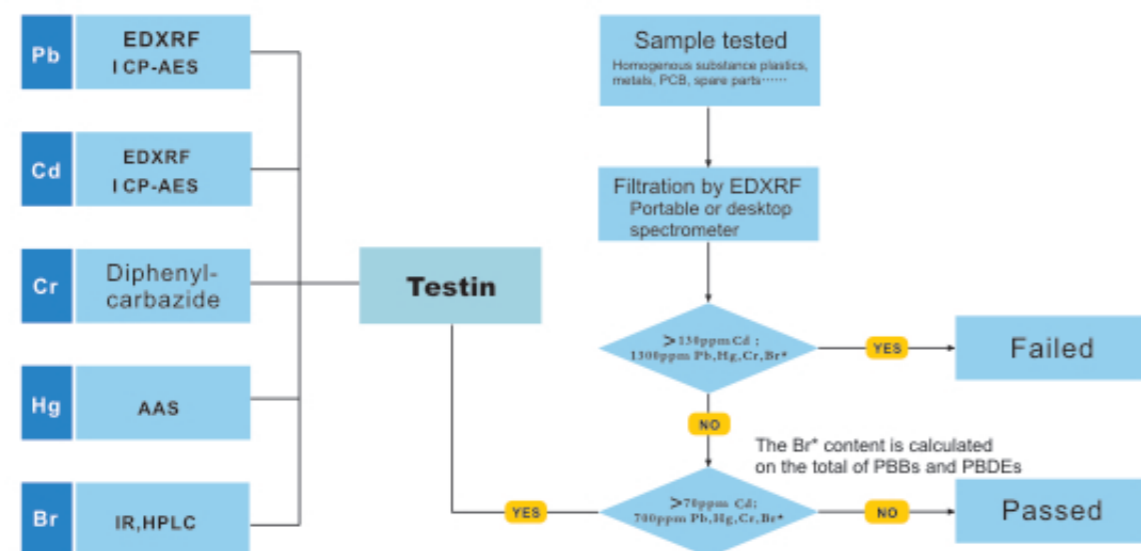 Pb
EDXRF
ICP-AES
Cd
EDXRF
ICP-AES
Cr
Diphenyl-
carbazide
Hg
AAS
Br
IR,HPLC
Testin
Sample tested
Homogenous substance plastics,
metals, PCB, spare parts······
Filtration by EDXRF
Portable or desktop
spectrometer
>130ppm Cd ;
1300ppm Pb,Hg,Cr,Br*
YES
Failed
NO
The Br* content is calculated
on the total of PBBs and PBDEs
>70ppm Cd;
700ppm Pb,Hg,Cr,Br*
YES
NO
Passed